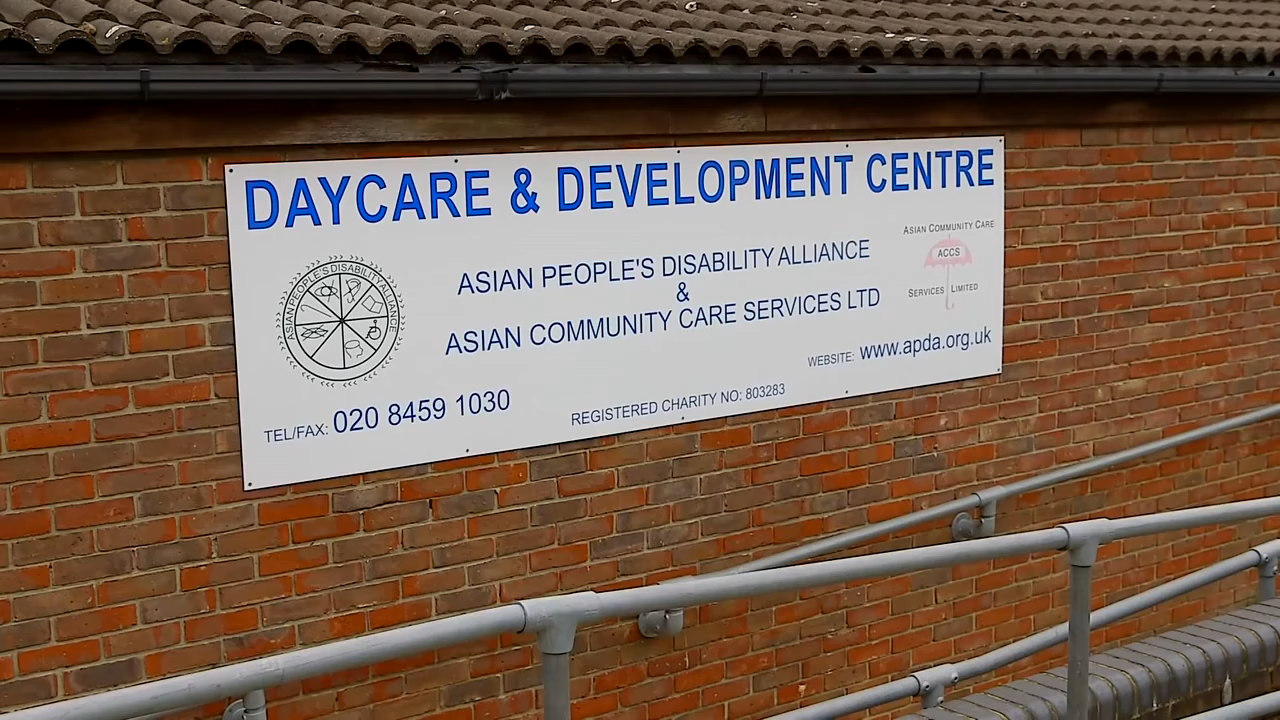 DAYCARE & DEVELOPMENT CENTRE
ASIAN PEOPLE'S DISABILITY ALLIANCE
ASIAN PEOPLE'S DISABILITY ALLIANCE
&
ASIAN COMMUNITY CARE SERVICES LTD
ASIAN COMMUNITY CARE
ACCS
SERVICES LIMITED
WEBSITE: www.apda.org.uk
TEL/FAX: 020 8459 1030
REGISTERED CHARITY NO: 803283